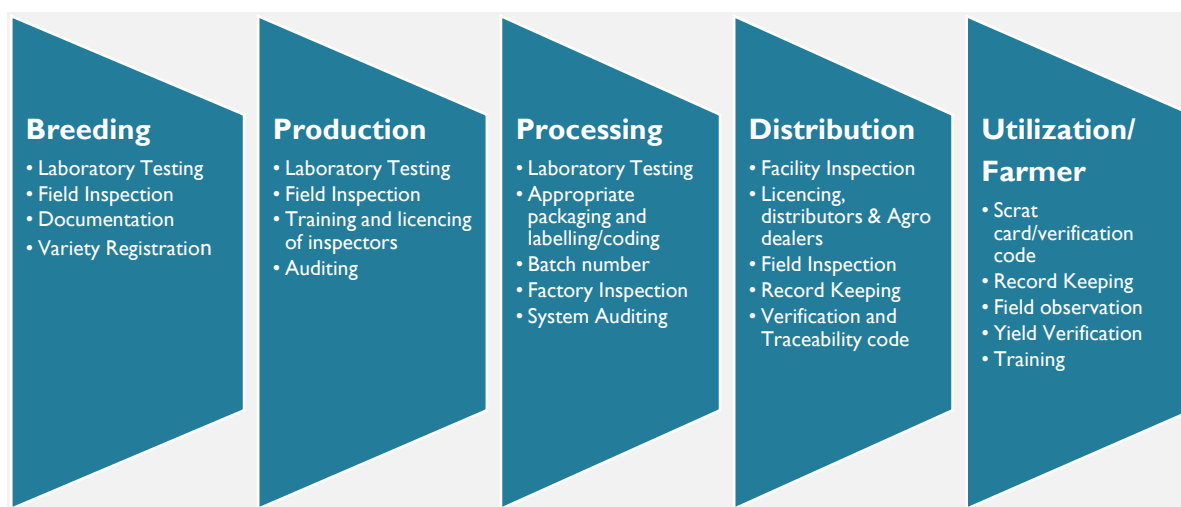 Breeding
• Laboratory Testing
• Field Inspection
• Documentation
• Variety Registration
Production
• Laboratory Testing
• Field Inspection
• Training and licencing
of inspectors
• Auditing
Processing
• Laboratory Testing
• Appropriate
packaging and
labelling/coding
• Batch number
• Factory Inspection
• System Auditing
Distribution
• Facility Inspection
• Licencing,
distributors & Agro
dealers
• Field Inspection
• Record Keeping
• Verification and
Traceability code
Utilization/
Farmer
• Scrat
card/verification
code
• Record Keeping
• Field observation
• Yield Verification
• Training